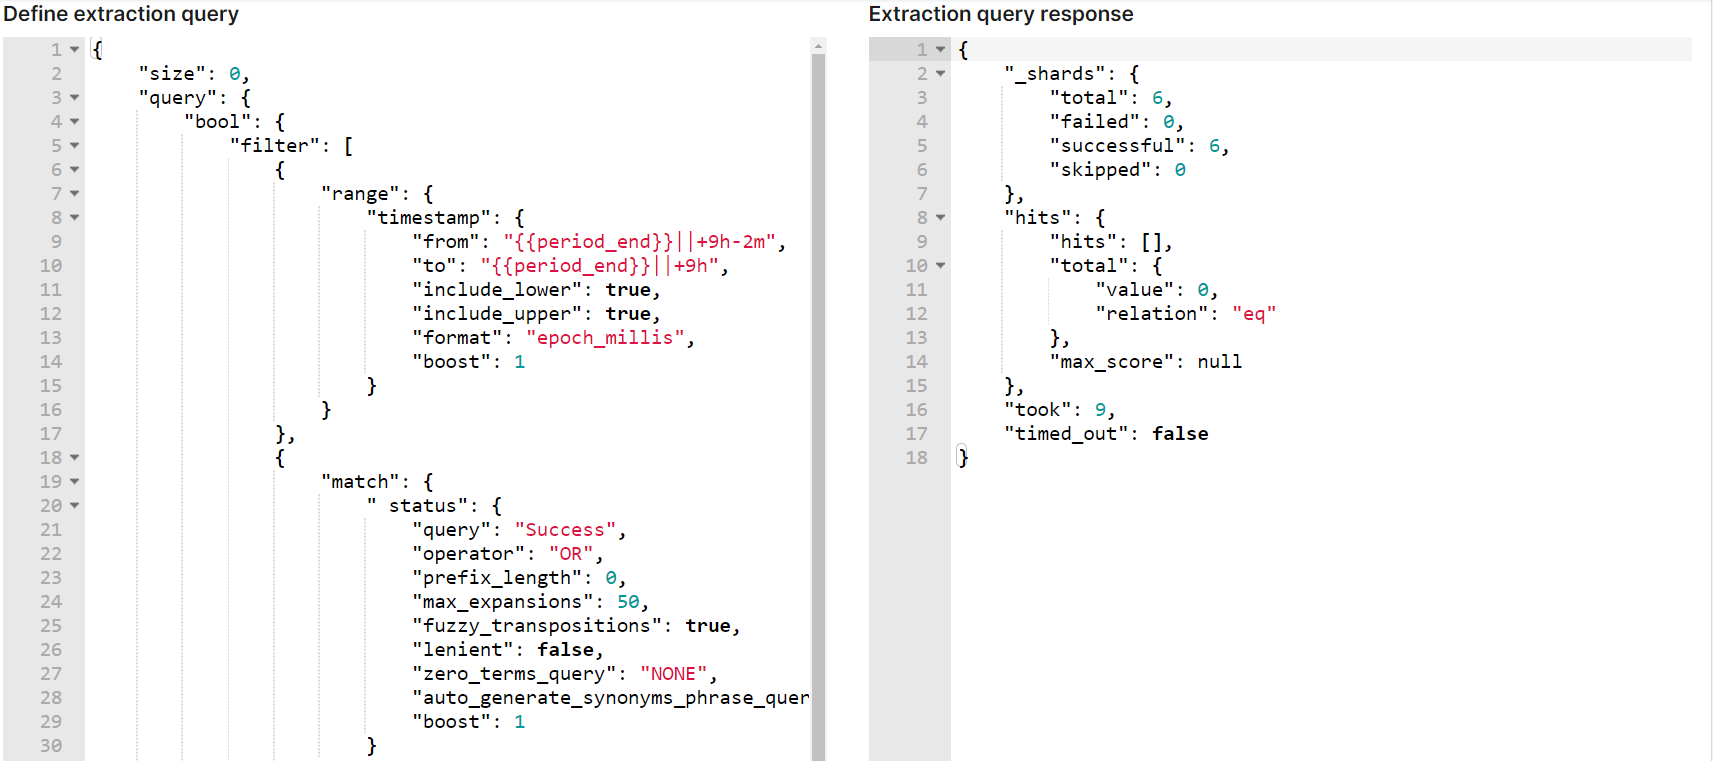 Define extraction query
1 {
2 "size": 0,
3 "query": {
4 "bool": {
5 "filter": [
6 {
7 "range": {
8 "timestamp": {
9 "from": "{{period_end}}||+9h-2m",
10 "to": "{{period_end}}||+9h",
11 "include_lower": true,
12 "include_upper": true,
13 "format": "epoch_millis",
14 "boost": 1
15 }
16 }
17 },
18 {
19 "match": {
20 " status": {
21 "query": "Success",
22 "operator": "OR",
23 "prefix_length": 0,
24 "max_expansions": 50,
25 "fuzzy_transpositions": true,
26 "lenient": false,
27 "zero_terms_query": "NONE",
28 "auto_generate_synonyms_phrase_quer
29 "boost": 1
30 }
Extraction query response
1 {
2 "_shards": {
3 "total": 6,
4 "failed": 0,
5 "successful": 6,
6 "skipped": 0
7 },
8 "hits": {
9 "hits": [],
10 "total": {
11 "value": 0,
12 "relation": "eq"
13 },
14 "max_score": null
15 },
16 "took": 9,
17 "timed_out": false
18 }